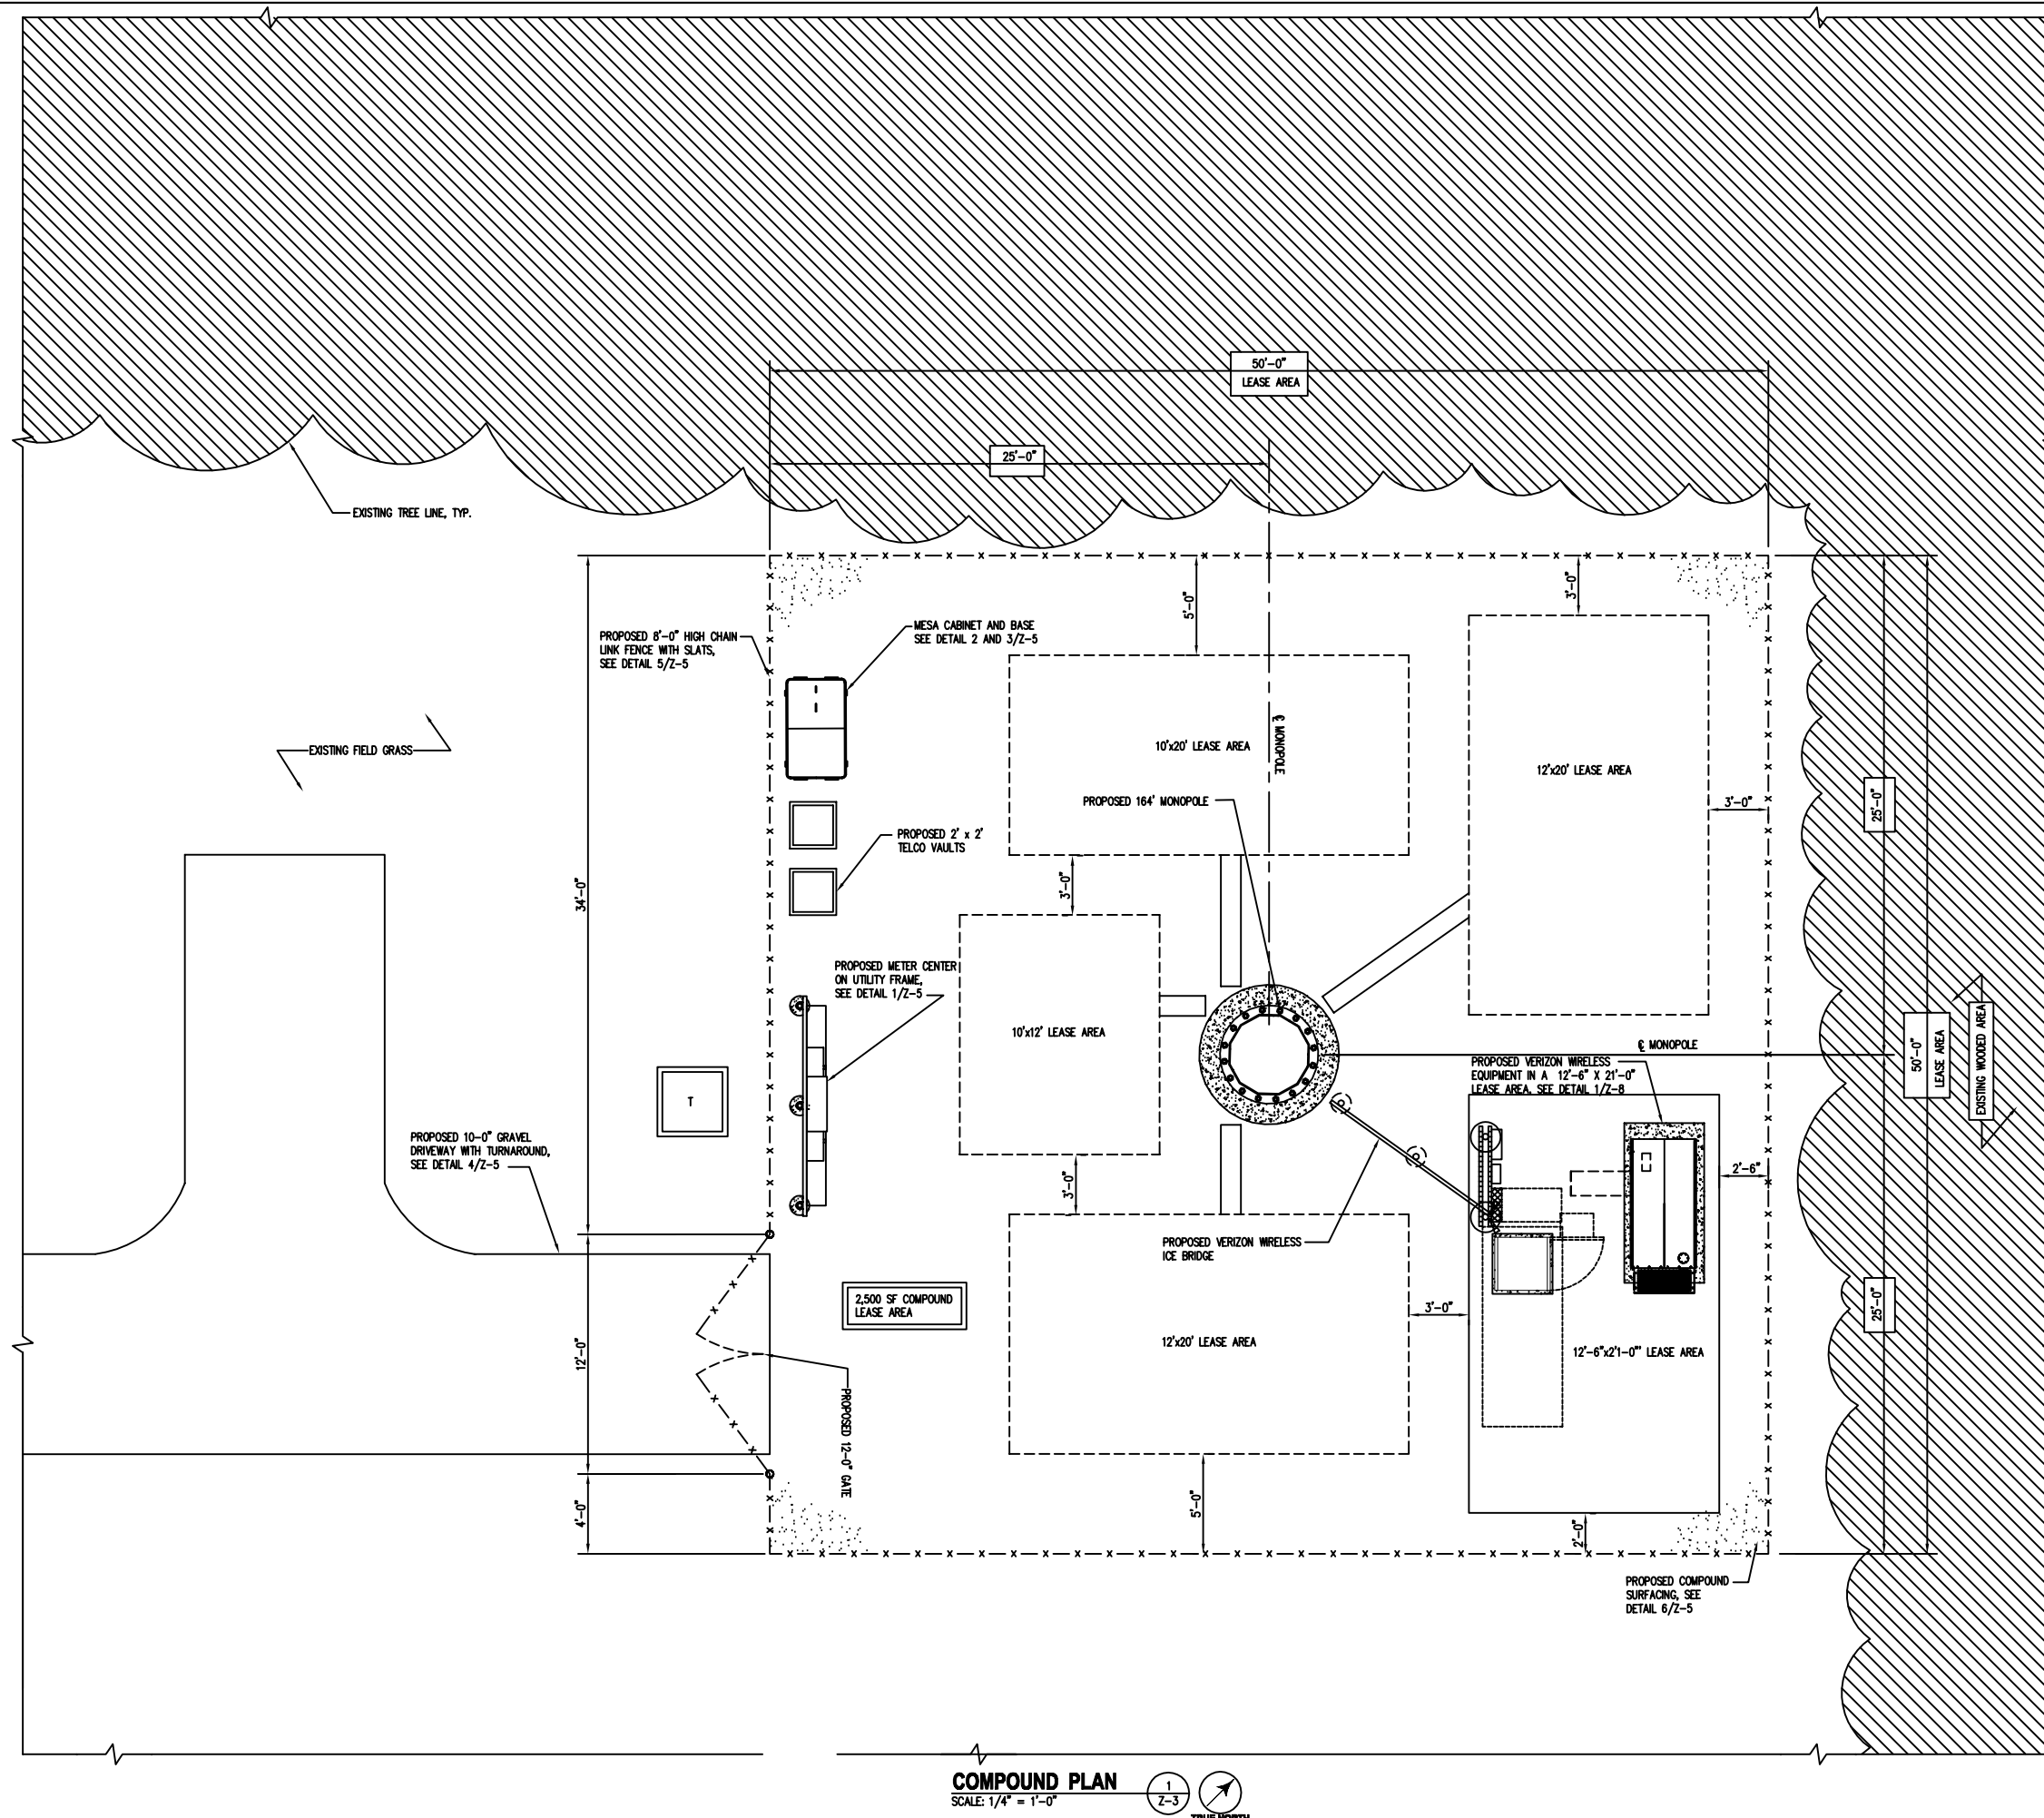 50'-0"
LEASE AREA
25'-0"
EXISTING TREE LINE, TYP.
5'-0"
3'-0"
PROPOSED 8'-0" HIGH CHAIN
LINK FENCE WITH SLATS,
SEE DETAIL 5/Z-5
MESA CABINET AND BASE
SEE DETAIL 2 AND 3/Z-5
EXISTING FIELD GRASS
10'x20' LEASE AREA
℄ MONOPOLE
12'x20' LEASE AREA
PROPOSED 164' MONOPOLE
3'-0"
25'-0"
PROPOSED 2' x 2'
TELCO VAULTS
34'-0"
3'-0"
PROPOSED METER CENTER
ON UTILITY FRAME,
SEE DETAIL 1/Z-5
10'x12' LEASE AREA
℄ MONOPOLE
50'-0"
LEASE AREA
EXISTING WOODED AREA
PROPOSED VERIZON WIRELESS
EQUIPMENT IN A 12'-6" X 21'-0"
LEASE AREA. SEE DETAIL 1/Z-8
T
P
P
PROPOSED 10-0" GRAVEL
DRIVEWAY WITH TURNAROUND,
SEE DETAIL 4/Z-5
3'-0"
2'-6"
PROPOSED VERIZON WIRELESS
ICE BRIDGE
2,500 SF COMPOUND
LEASE AREA
3'-0"
25'-0"
12'x20' LEASE AREA
12'-6"x2'1-0"' LEASE AREA
12'-0"
PROPOSED 12-0" GATE
4'-0"
5'-0"
2'-0"
PROPOSED COMPOUND
SURFACING, SEE
DETAIL 6/Z-5
COMPOUND PLAN
SCALE: 1/4" = 1'-0"
1
Z-3
TRUE NORTH